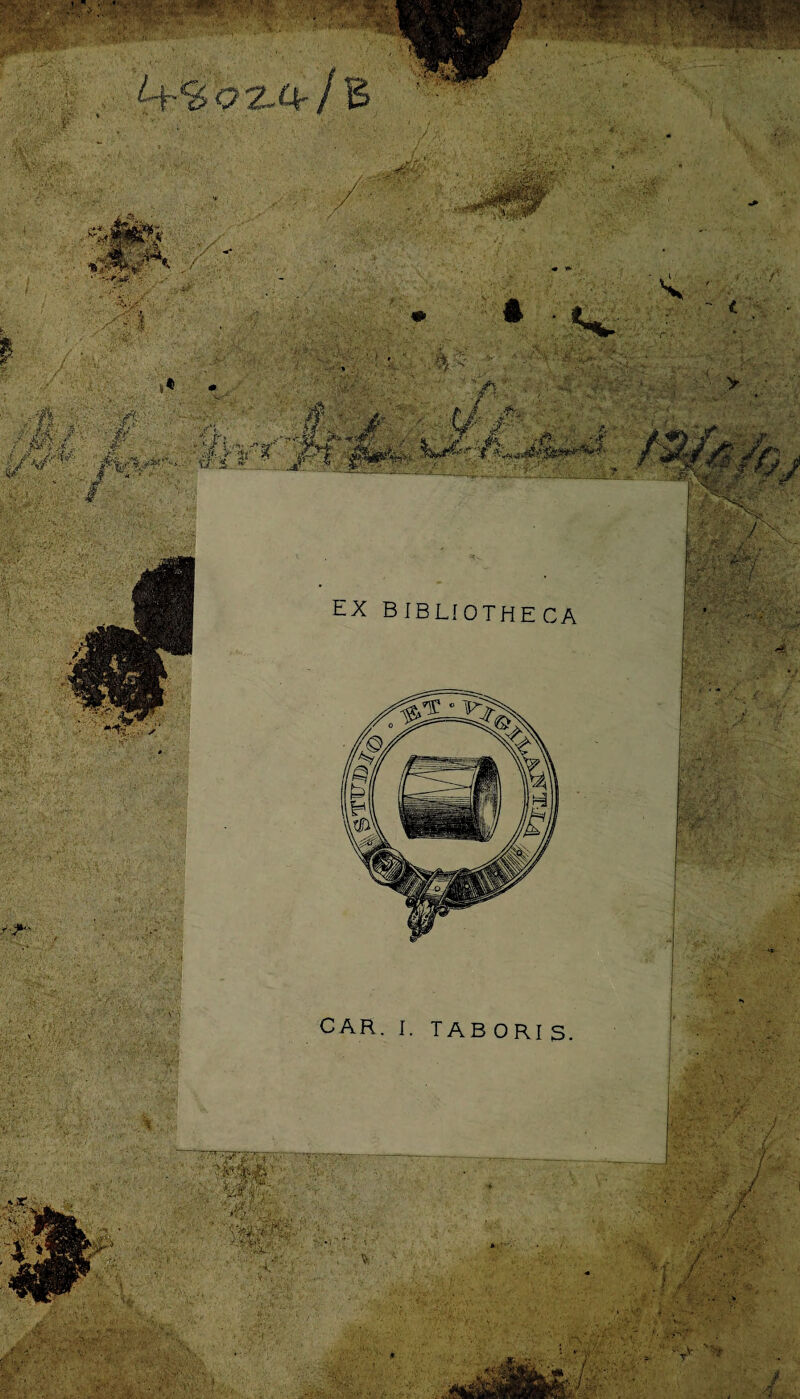 48024/B
EX BIBLIOTHECA
STUDIO · ET · VIGILANTIA
CAR. I. TABORIS.